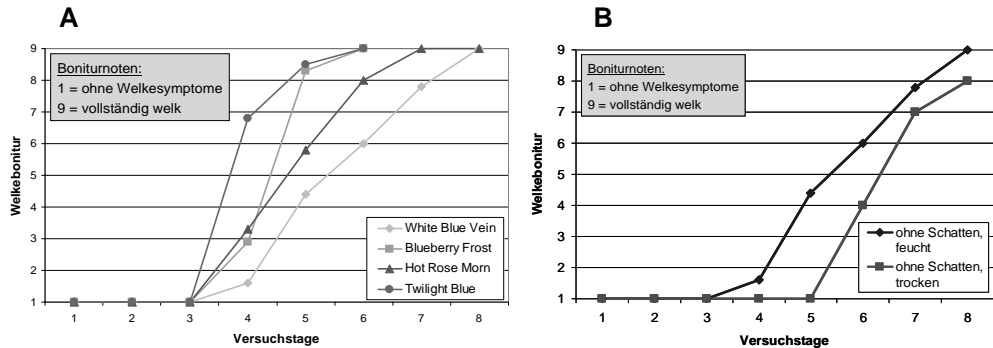 A
9
8
7
6
5
4
3
2
1
Welkebonitur
Boniturnoten:
1 = ohne Welkesymptome
9 = vollständig welk
White Blue Vein
Blueberry Frost
Hot Rose Morn
Twilight Blue
1 2 3 4 5 6 7 8
Versuchstage
B
9
8
7
6
5
4
3
2
1
Welkebonitur
Boniturnoten:
1 = ohne Welkesymptome
9 = vollständig welk
ohne Schatten,
feucht
ohne Schatten,
trocken
1 2 3 4 5 6 7 8
Versuchstage